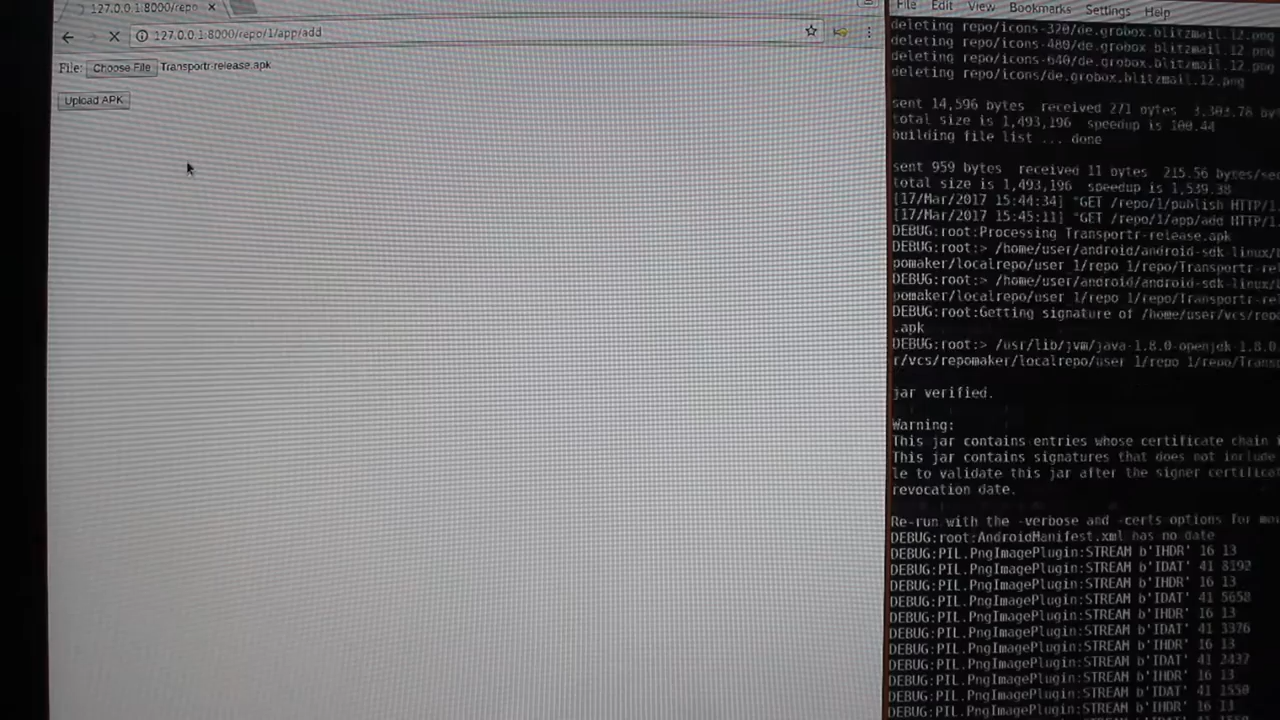 127.0.0.1:8000/repo
127.0.0.1:8000/repo/1/app/add
File: Choose File Transportr-release.apk
Upload APK
File Edit View Bookmarks Settings Help
deleting repo/icons-320/de.grobox.blitzmail.12.png
deleting repo/icons-480/de.grobox.blitzmail.12.png
deleting repo/icons-640/de.grobox.blitzmail.12.png
deleting repo/icons/de.grobox.blitzmail.12.png
sent 14,596 bytes received 271 bytes 3,303.78
total size is 1,493,196 speedup is 100.44
building file list ... done
sent 959 bytes received 11 bytes 215.56 bytes/sec
total size is 1,493,196 speedup is 1,539.38
[17/Mar/2017 15:44:34] "GET /repo/1/publish HTTP/1
[17/Mar/2017 15:45:11] "GET /repo/1/app/add HTTP/1
DEBUG:root:Processing Transportr-release.apk
DEBUG:root:> /home/user/android/android-sdk-linux/
pomaker/localrepo/user_1/repo_1/repo/Transportr-re
DEBUG:root:> /home/user/android/android-sdk-linux/
pomaker/localrepo/user_1/repo_1/repo/Transportr-re
DEBUG:root:Getting signature of /home/user/vcs/repo
.apk
DEBUG:root:> /usr/lib/jvm/java-1.8.0-openjdk-1.8.0
r/vcs/repomaker/localrepo/user_1/repo_1/repo/Trans
jar verified.
Warning:
This jar contains entries whose certificate chain
This jar contains signatures that does not include
le to validate this jar after the signer certifica
revocation date.
Re-run with the -verbose and -certs options for mo
DEBUG:root:AndroidManifest.xml has no date
DEBUG:PIL.PngImagePlugin:STREAM b'IHDR' 16 13
DEBUG:PIL.PngImagePlugin:STREAM b'IDAT' 41 8192
DEBUG:PIL.PngImagePlugin:STREAM b'IHDR' 16 13
DEBUG:PIL.PngImagePlugin:STREAM b'IDAT' 41 5658
DEBUG:PIL.PngImagePlugin:STREAM b'IHDR' 16 13
DEBUG:PIL.PngImagePlugin:STREAM b'IDAT' 41 3376
DEBUG:PIL.PngImagePlugin:STREAM b'IHDR' 16 13
DEBUG:PIL.PngImagePlugin:STREAM b'IDAT' 41 2437
DEBUG:PIL.PngImagePlugin:STREAM b'IHDR' 16 13
DEBUG:PIL.PngImagePlugin:STREAM b'IDAT' 41 1550
DEBUG:PIL.PngImagePlugin:STREAM b'IHDR' 16 13